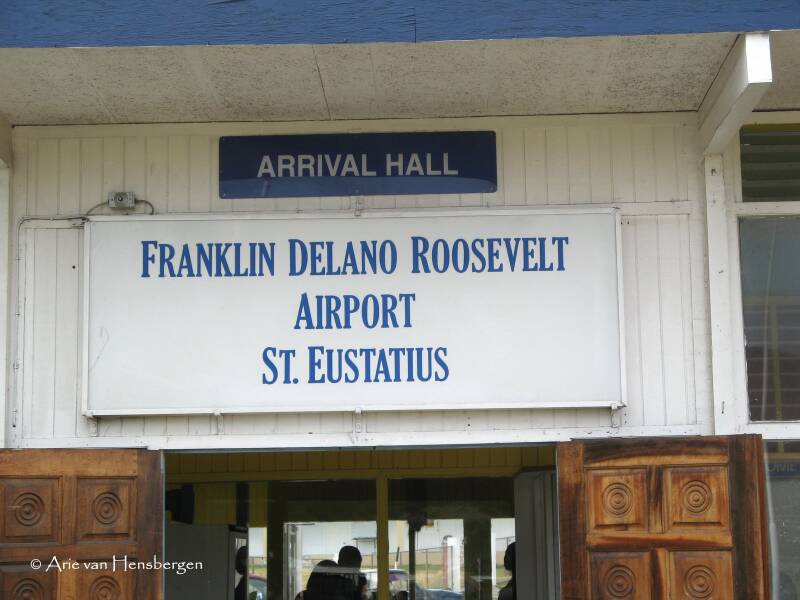 ARRIVAL HALL
FRANKLIN DELANO ROOSEVELT
AIRPORT
ST. EUSTATIUS
© Arie van Hensbergen